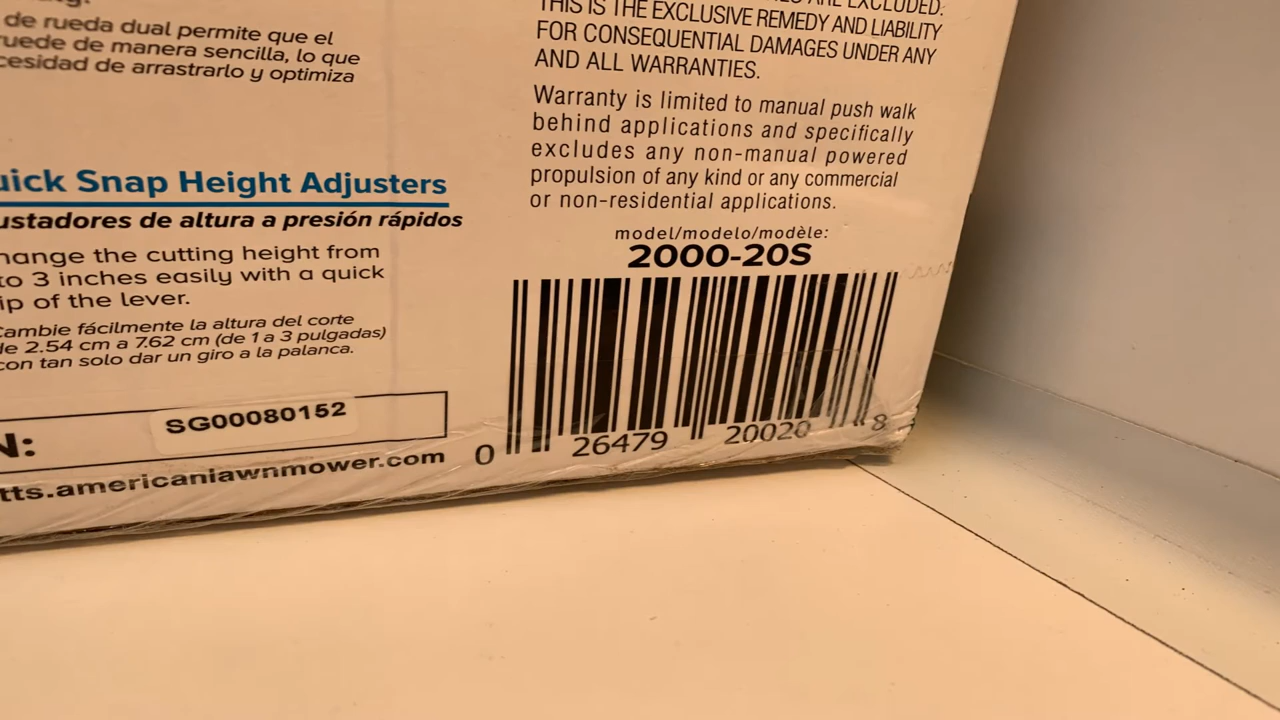 de rueda dual permite que el
de manera sencilla, lo que
de arrastrarlo y optimiza
Snap Height Adjusters
de altura a presión rápidos
the cutting height from
to 3 inches easily with a quick
of the lever.
Cambie fácilmente la altura del corte
de 2.54 cm a 7.62 cm (de 1 a 3 pulgadas)
con tan solo dar un giro a la palanca.
SG00080152
N:
tts.americanlawnmower.com
ARE EXCLUDED.
THIS IS THE EXCLUSIVE REMEDY AND LIABILITY
FOR CONSEQUENTIAL DAMAGES UNDER ANY
AND ALL WARRANTIES.
Warranty is limited to manual push walk
behind applications and specifically
excludes any non-manual powered
propulsion of any kind or any commercial
or non-residential applications.
model/modelo/modèle:
2000-20S
0 26479 20020 8